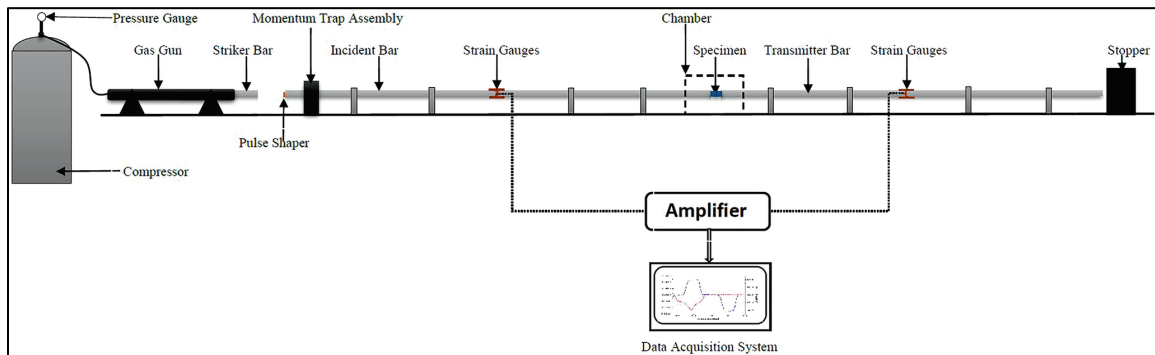 Pressure Gauge
Momentum Trap Assembly
Chamber
Gas Gun
Striker Bar
Incident Bar
Strain Gauges
Specimen
Transmitter Bar
Strain Gauges
Stopper
Pulse Shaper
Compressor
Amplifier
Data Acquisition System